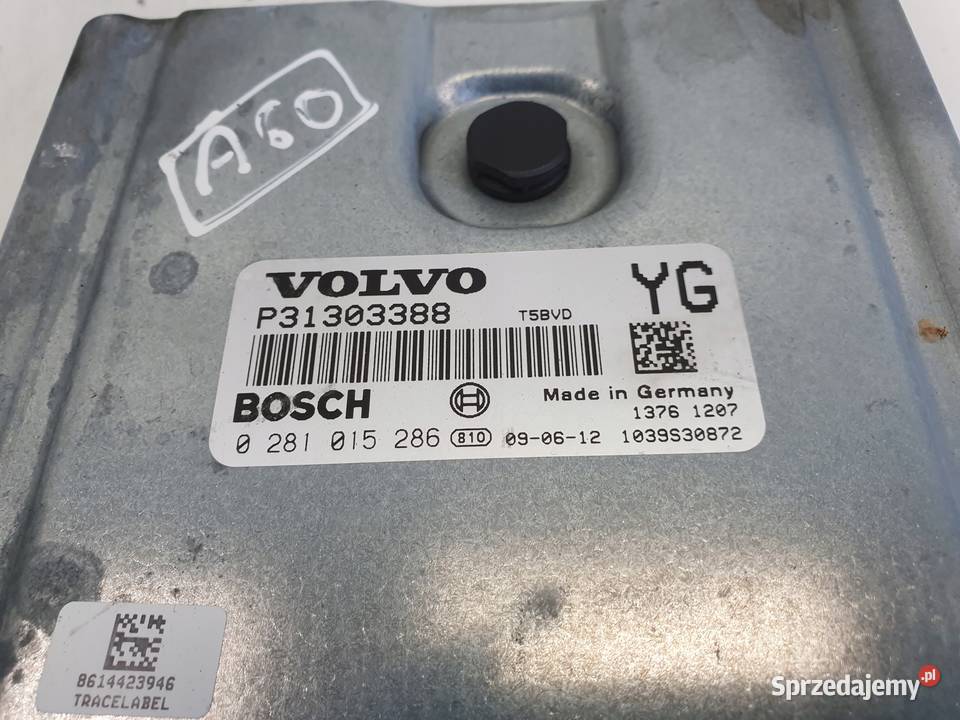 A60
VOLVO
YG
P31303388 T5BVD
BOSCH Made in Germany
1376 1207
0 281 015 286 810 09-06-12 1039S30872
8614423946
TRACELABEL
Sprzedajemy.pl